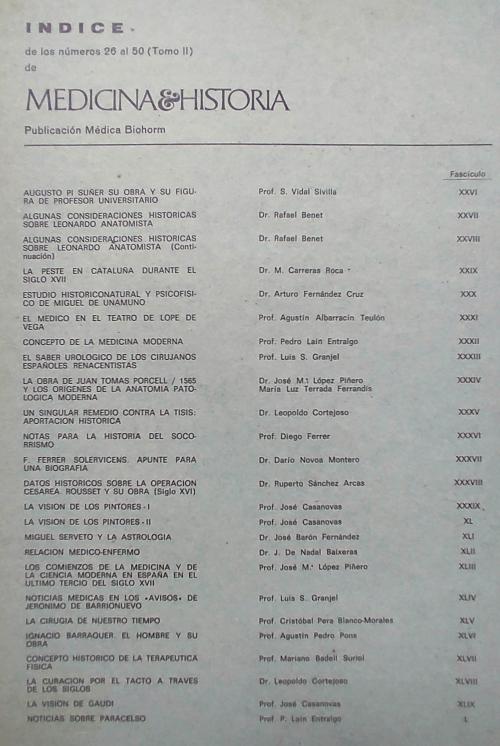 INDICE.
de los números 26 al 50 (Tomo II)
de
MEDICINA&HISTORIA
Publicación Médica Biohorm
Fascículo
AUGUSTO PI SUÑER SU OBRA Y SU FIGU- Prof. S. Vidal Sivilla XXVI
RA DE PROFESOR UNIVERSITARIO
ALGUNAS CONSIDERACIONES HISTORICAS Dr. Rafael Benet XXVII
SOBRE LEONARDO ANATOMISTA
ALGUNAS CONSIDERACIONES HISTORICAS Dr. Rafael Benet XXVIII
SOBRE LEONARDO ANATOMISTA (Conti-
nuación)
LA PESTE EN CATALUÑA DURANTE EL Dr. M. Carreras Roca XXIX
SIGLO XVII
ESTUDIO HISTORICONATURAL Y PSICOFISI- Dr. Arturo Fernández Cruz XXX
CO DE MIGUEL DE UNAMUNO
EL MEDICO EN EL TEATRO DE LOPE DE Prof. Agustín Albarracín Teulón XXXI
VEGA
CONCEPTO DE LA MEDICINA MODERNA Prof. Pedro Laín Entralgo XXXII
EL SABER UROLOGICO DE LOS CIRUJANOS Prof. Luis S. Granjel XXXIII
ESPAÑOLES RENACENTISTAS
LA OBRA DE JUAN TOMAS PORCELL / 1565 Dr. José M.ª López Piñero XXXIV
Y LOS ORIGENES DE LA ANATOMIA PATO- María Luz Terrada Ferrandis
LOGICA MODERNA
UN SINGULAR REMEDIO CONTRA LA TISIS: Dr. Leopoldo Cortejoso XXXV
APORTACION HISTORICA
NOTAS PARA LA HISTORIA DEL SOCO- Prof. Diego Ferrer XXXVI
RRISMO
F. FERRER SOLERVICENS. APUNTE PARA Dr. Darío Novoa Montero XXXVII
UNA BIOGRAFIA
DATOS HISTORICOS SOBRE LA OPERACION Dr. Ruperto Sánchez Arcas XXXVIII
CESAREA. ROUSSET Y SU OBRA (Siglo XVI)
LA VISION DE LOS PINTORES - I Prof. José Casanovas XXXIX
LA VISION DE LOS PINTORES - II Prof. José Casanovas XL
MIGUEL SERVETO Y LA ASTROLOGIA Dr. José Barón Fernández XLI
RELACION MEDICO-ENFERMO Dr. J. De Nadal Baixeras XLII
LOS COMIENZOS DE LA MEDICINA Y DE Prof. José M.ª López Piñero XLIII
LA CIENCIA MODERNA EN ESPAÑA EN EL
ULTIMO TERCIO DEL SIGLO XVII
NOTICIAS MEDICAS EN LOS «AVISOS» DE Prof. Luis S. Granjel XLIV
JERONIMO DE BARRIONUEVO
LA CIRUGIA DE NUESTRO TIEMPO Prof. Cristóbal Pera Blanco-Morales XLV
IGNACIO BARRAQUER. EL HOMBRE Y SU Prof. Agustín Pedro Pons XLVI
OBRA
CONCEPTO HISTORICO DE LA TERAPEUTICA Prof. Mariano Badell Suriol XLVII
FISICA
LA CURACION POR EL TACTO A TRAVES Dr. Leopoldo Cortejoso XLVIII
DE LOS SIGLOS
LA VISION DE GAUDI Prof. José Casanovas XLIX
NOTICIAS SOBRE PARACELSO Prof. P. Laín Entralgo L